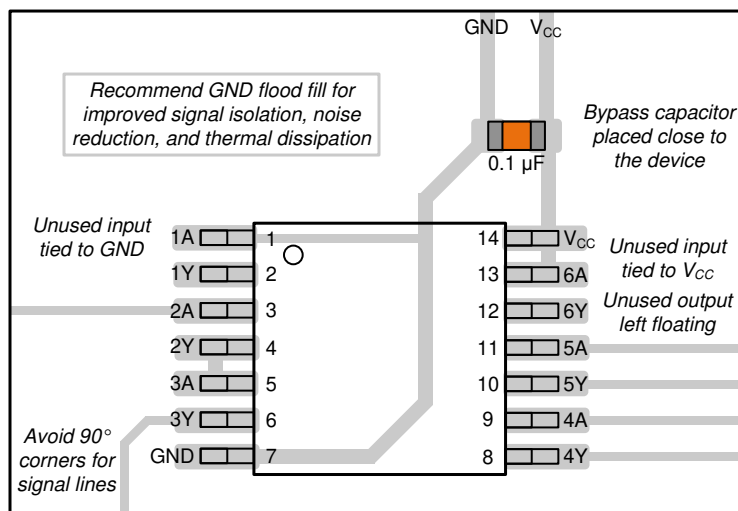 GND VCC
Recommend GND flood fill for
improved signal isolation, noise
reduction, and thermal dissipation
Bypass capacitor
placed close to
the device
0.1 µF
Unused input
tied to GND
1A 1 14 VCC
1Y 2 13 6A
2A 3 12 6Y
2Y 4 11 5A
3A 5 10 5Y
3Y 6 9 4A
GND 7 8 4Y
Unused input
tied to VCC
Unused output
left floating
Avoid 90°
corners for
signal lines